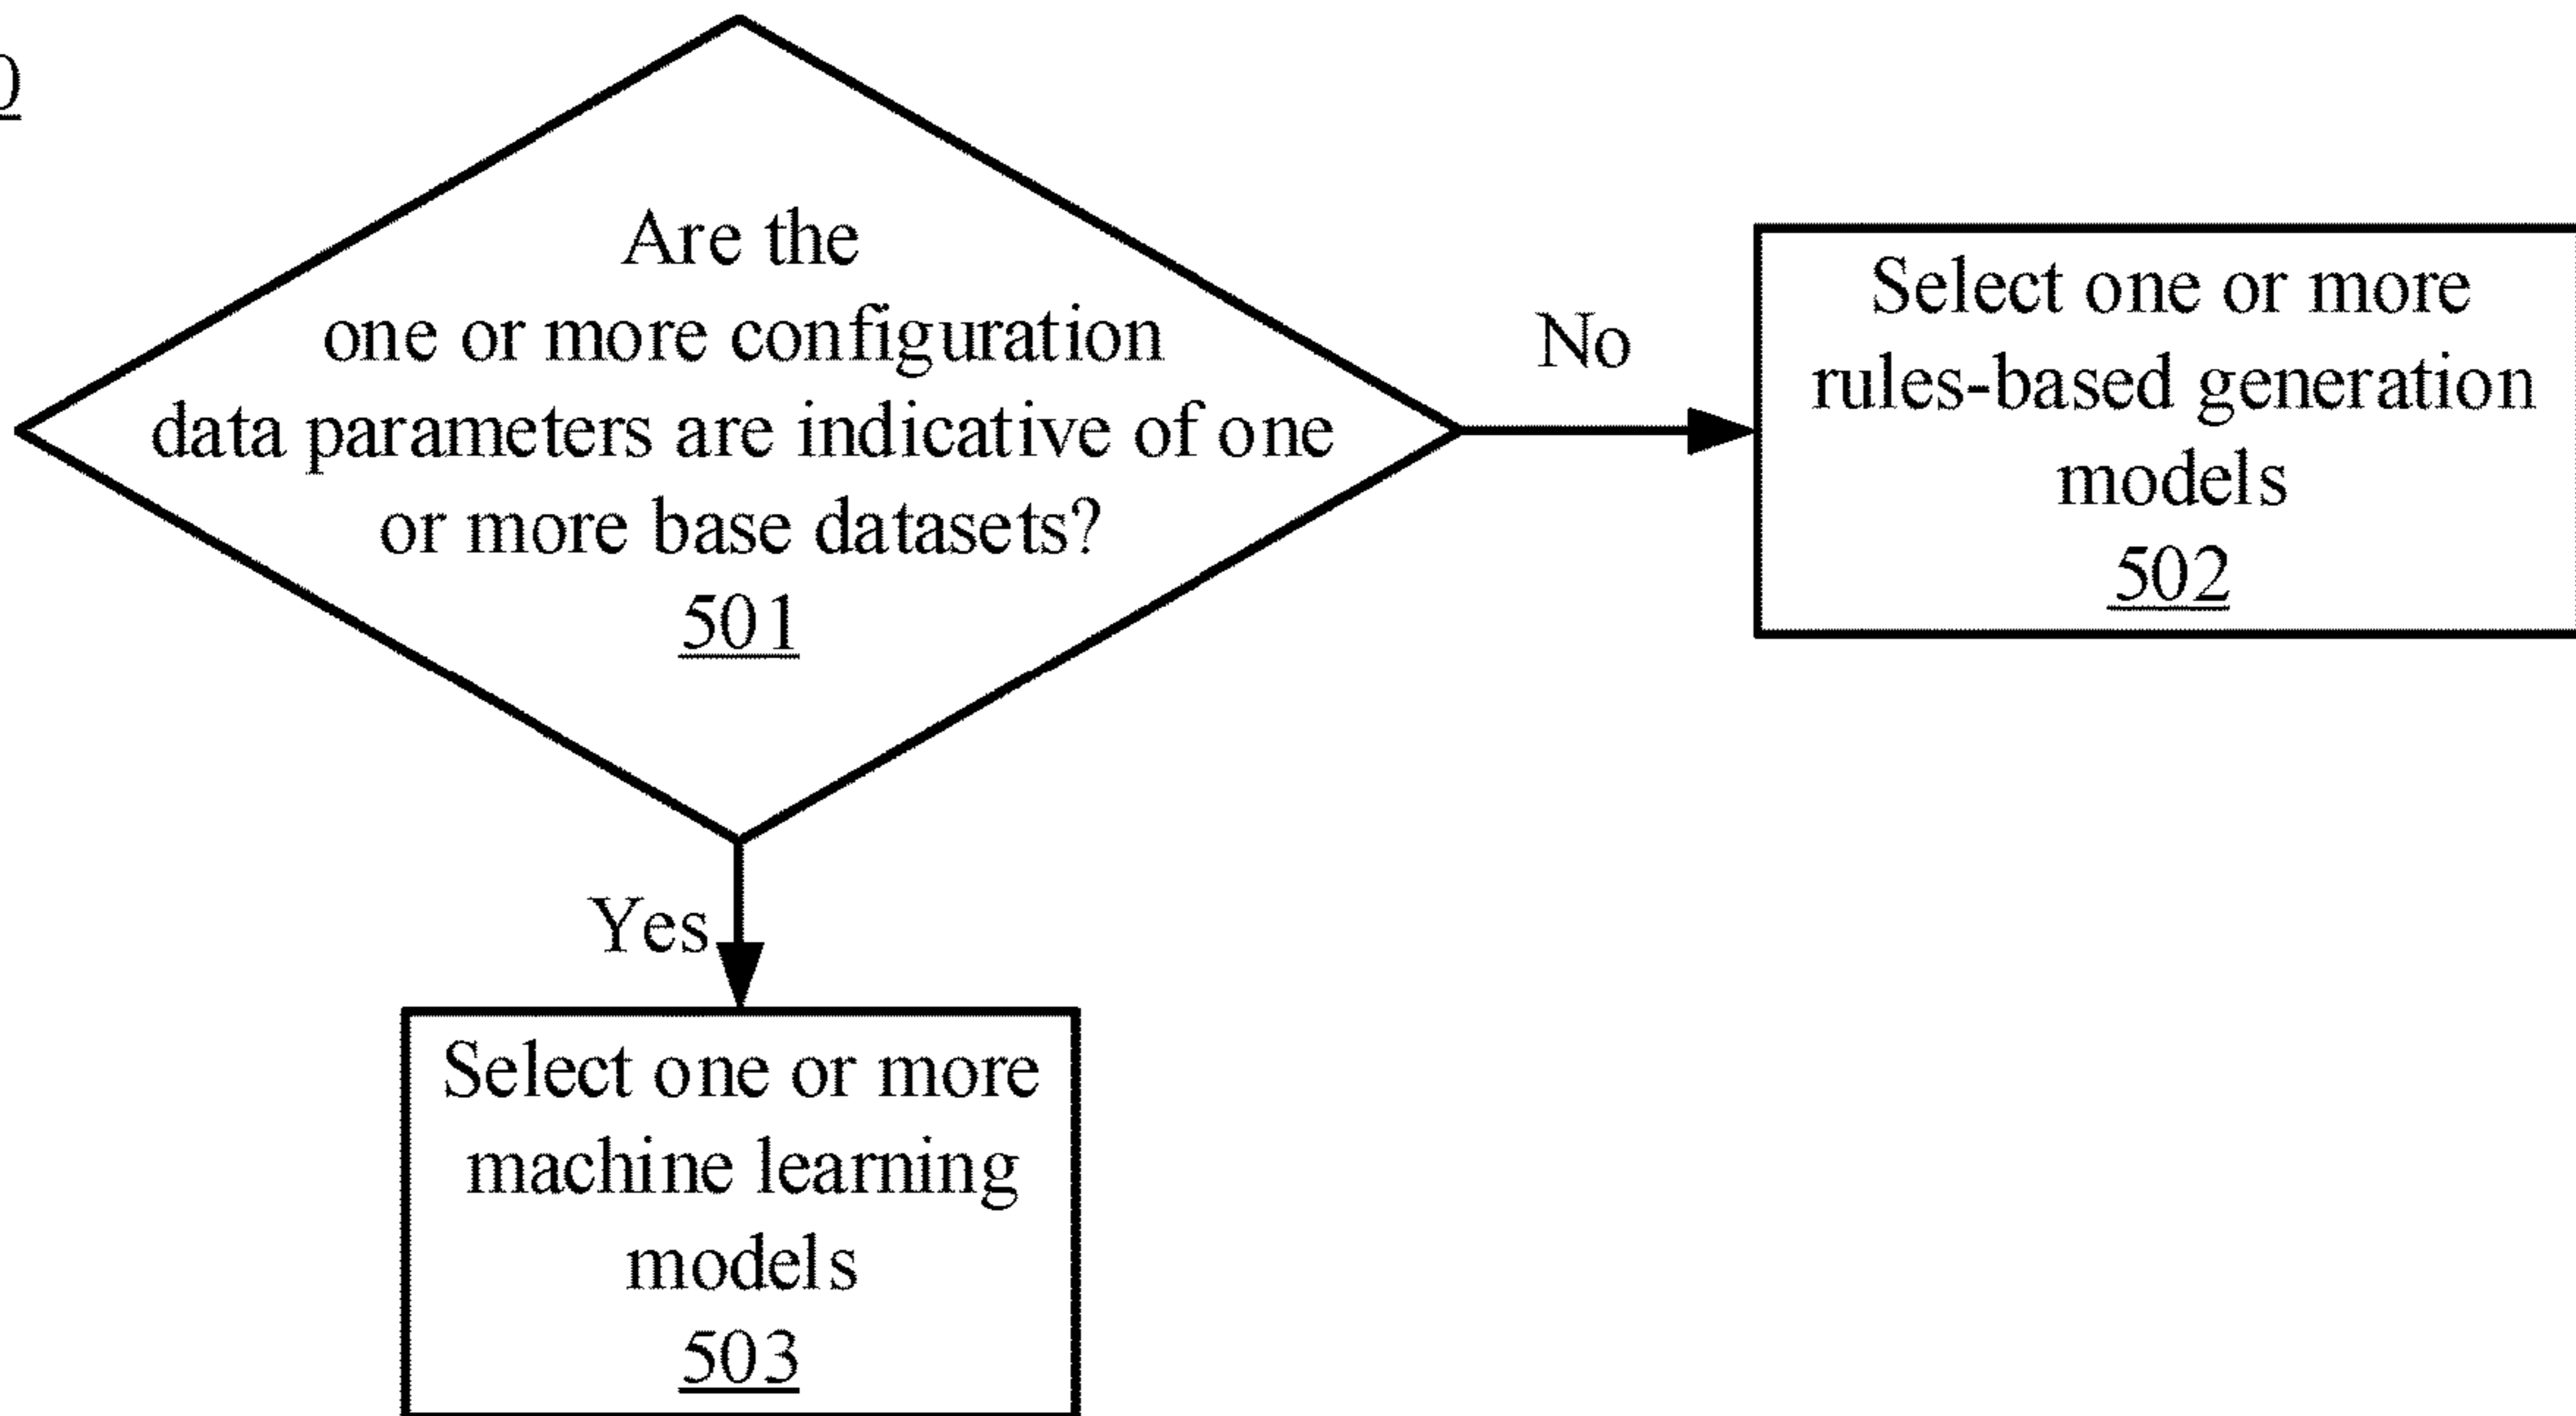 0
Are the
one or more configuration
data parameters are indicative of one
or more base datasets?
501
No
Select one or more
rules-based generation
models
502
Yes
Select one or more
machine learning
models
503